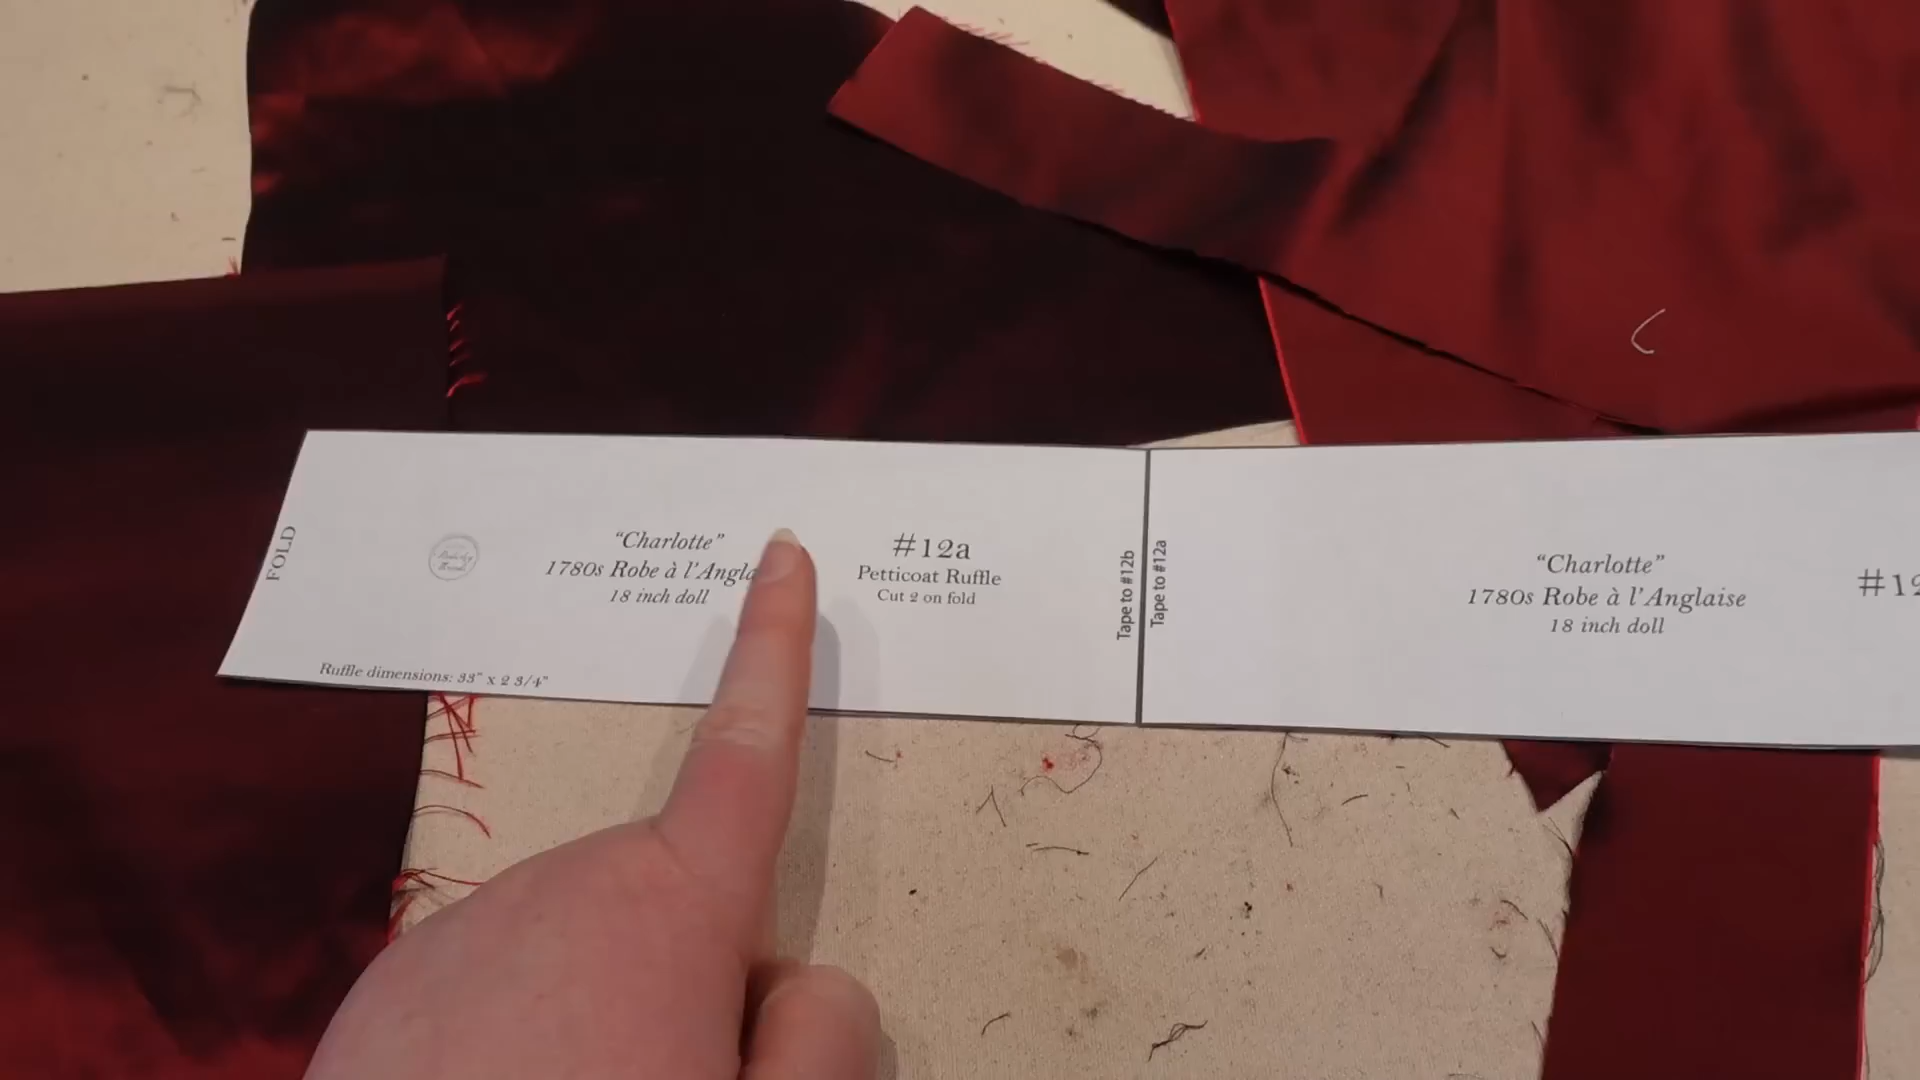 FOLD
“Charlotte”
1780s Robe à l’Angla
18 inch doll
Ruffle dimensions: 33" x 2 3/4"
#12a
Petticoat Ruffle
Cut 2 on fold
Tape to #12b
Tape to #12a
“Charlotte”
1780s Robe à l’Anglaise
18 inch doll
#12